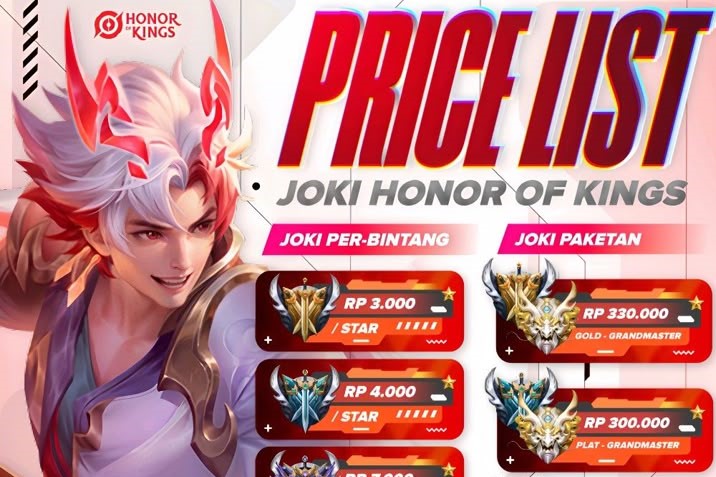 HONOR
OF KINGS
PRICE LIST
JOKI HONOR OF KINGS
JOKI PER-BINTANG
RP 3.000
/ STAR
RP 4.000
/ STAR
JOKI PAKETAN
RP 330.000
GOLD - GRANDMASTER
RP 300.000
PLAT - GRANDMASTER